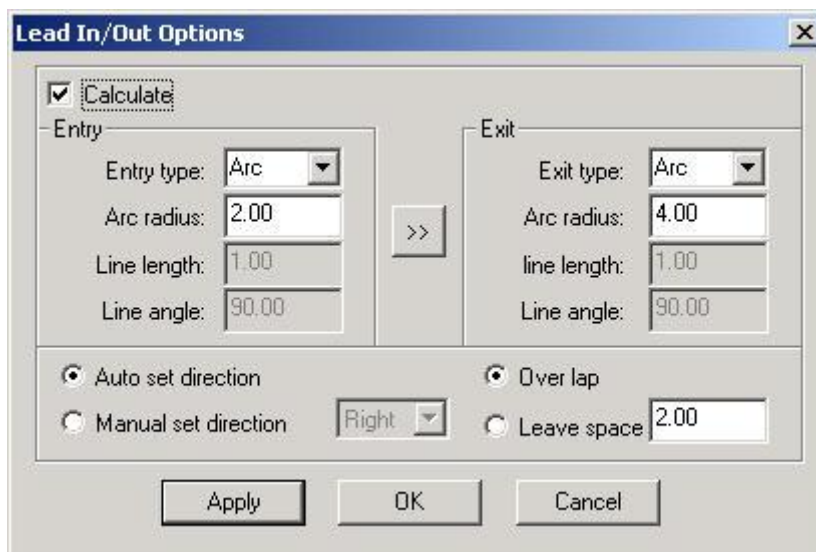 Lead In/Out Options
Calculate
Entry
Entry type: Arc
Arc radius: 2.00
Line length: 1.00
Line angle: 90.00
>>
Exit
Exit type: Arc
Arc radius: 4.00
line length: 1.00
Line angle: 90.00
Auto set direction
Manual set direction Right
Over lap
Leave space 2.00
Apply OK Cancel